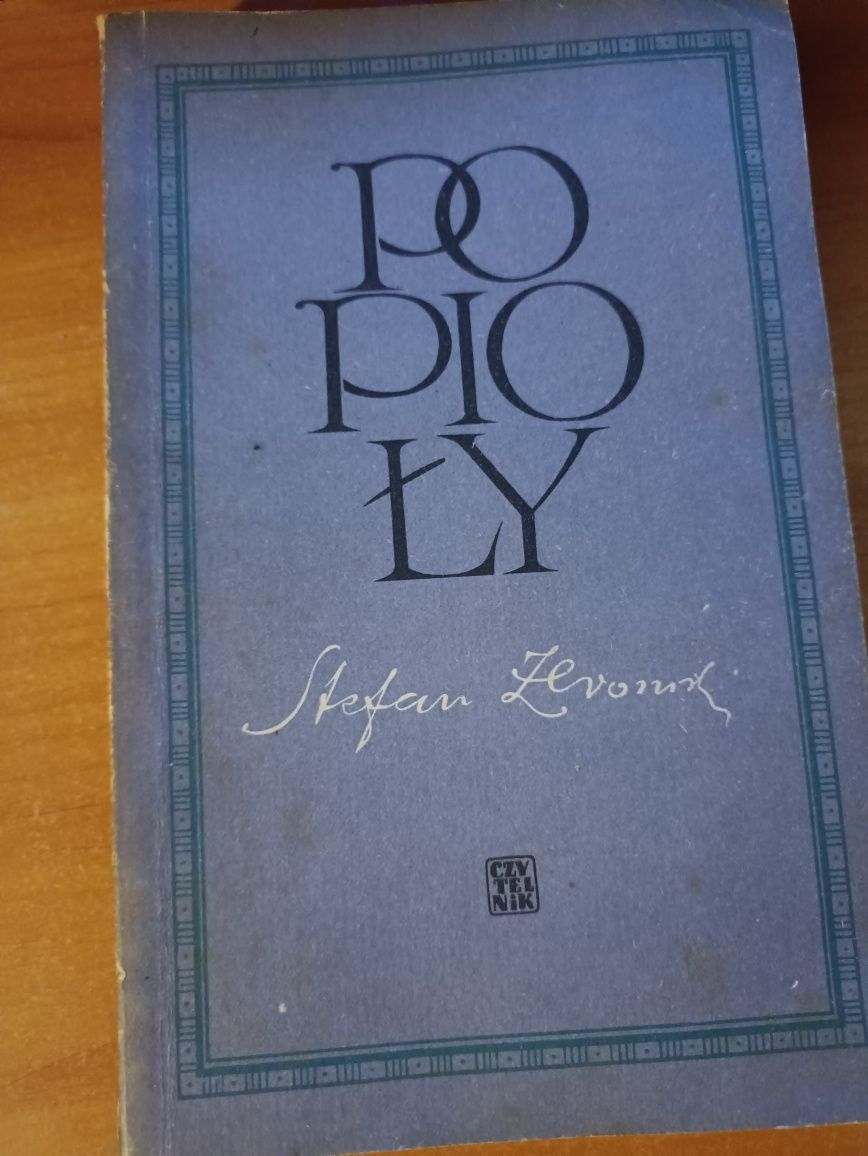 PO
PIO
ŁY
Stefan Żeromski
CZY
TEL
NiK